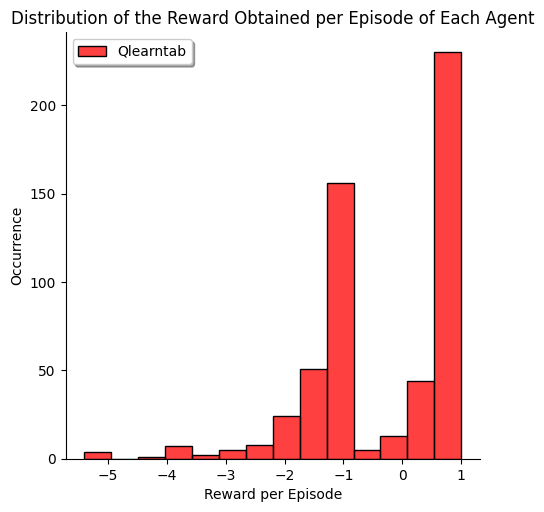 Distribution of the Reward Obtained per Episode of Each Agent
Qlearntab
Occurrence
200
150
100
50
0
−5 −4 −3 −2 −1 0 1
Reward per Episode